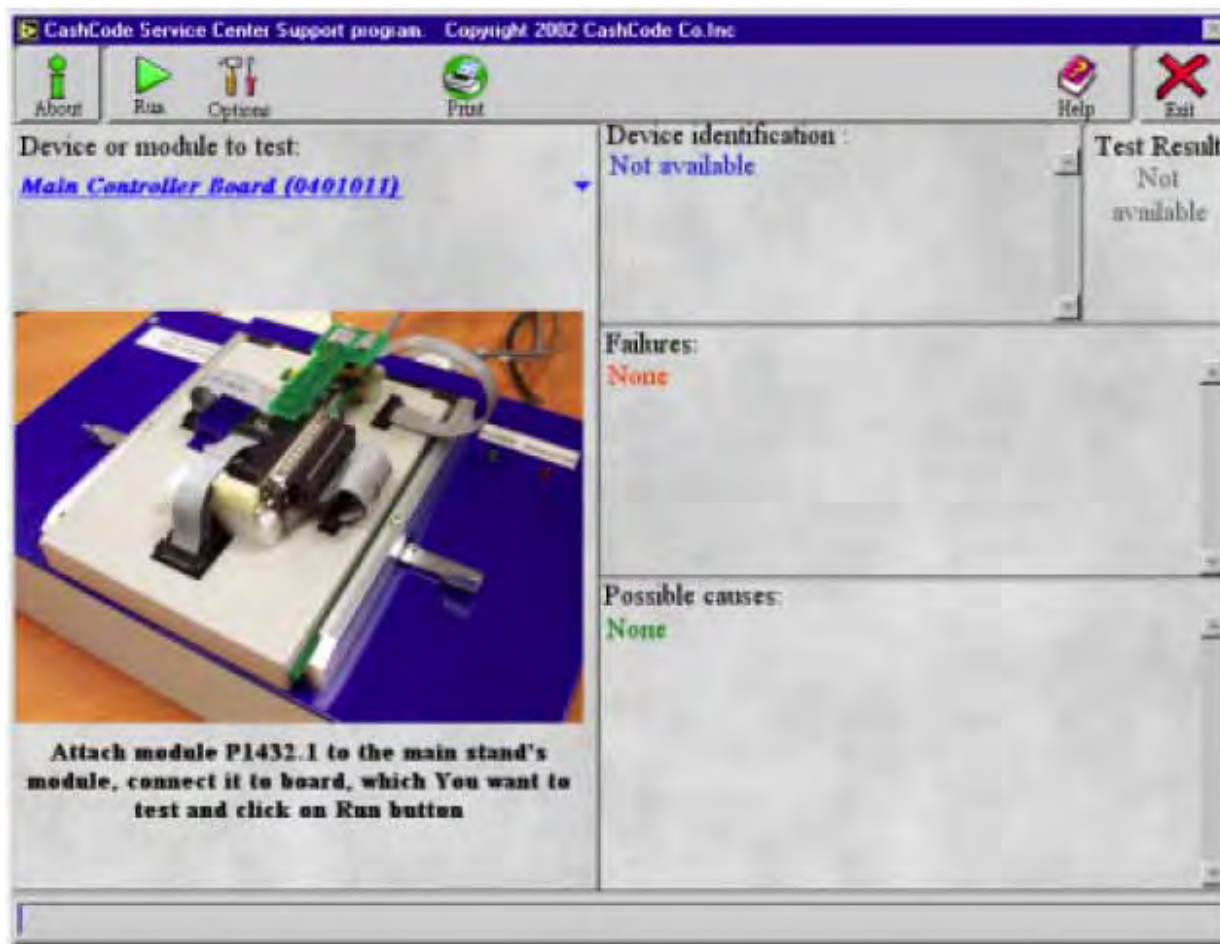 CashCode Service Center Support program. Copyright 2002 CashCode Co.Inc
About
Run
Options
Print
Help
Exit
Device or module to test:
Main Controller Board (0401011)
Device identification :
Not available
Test Result
Not
available
Failures:
None
Possible causes:
None
Attach module P1432.1 to the main stand's
module, connect it to board, which You want to
test and click on Run button